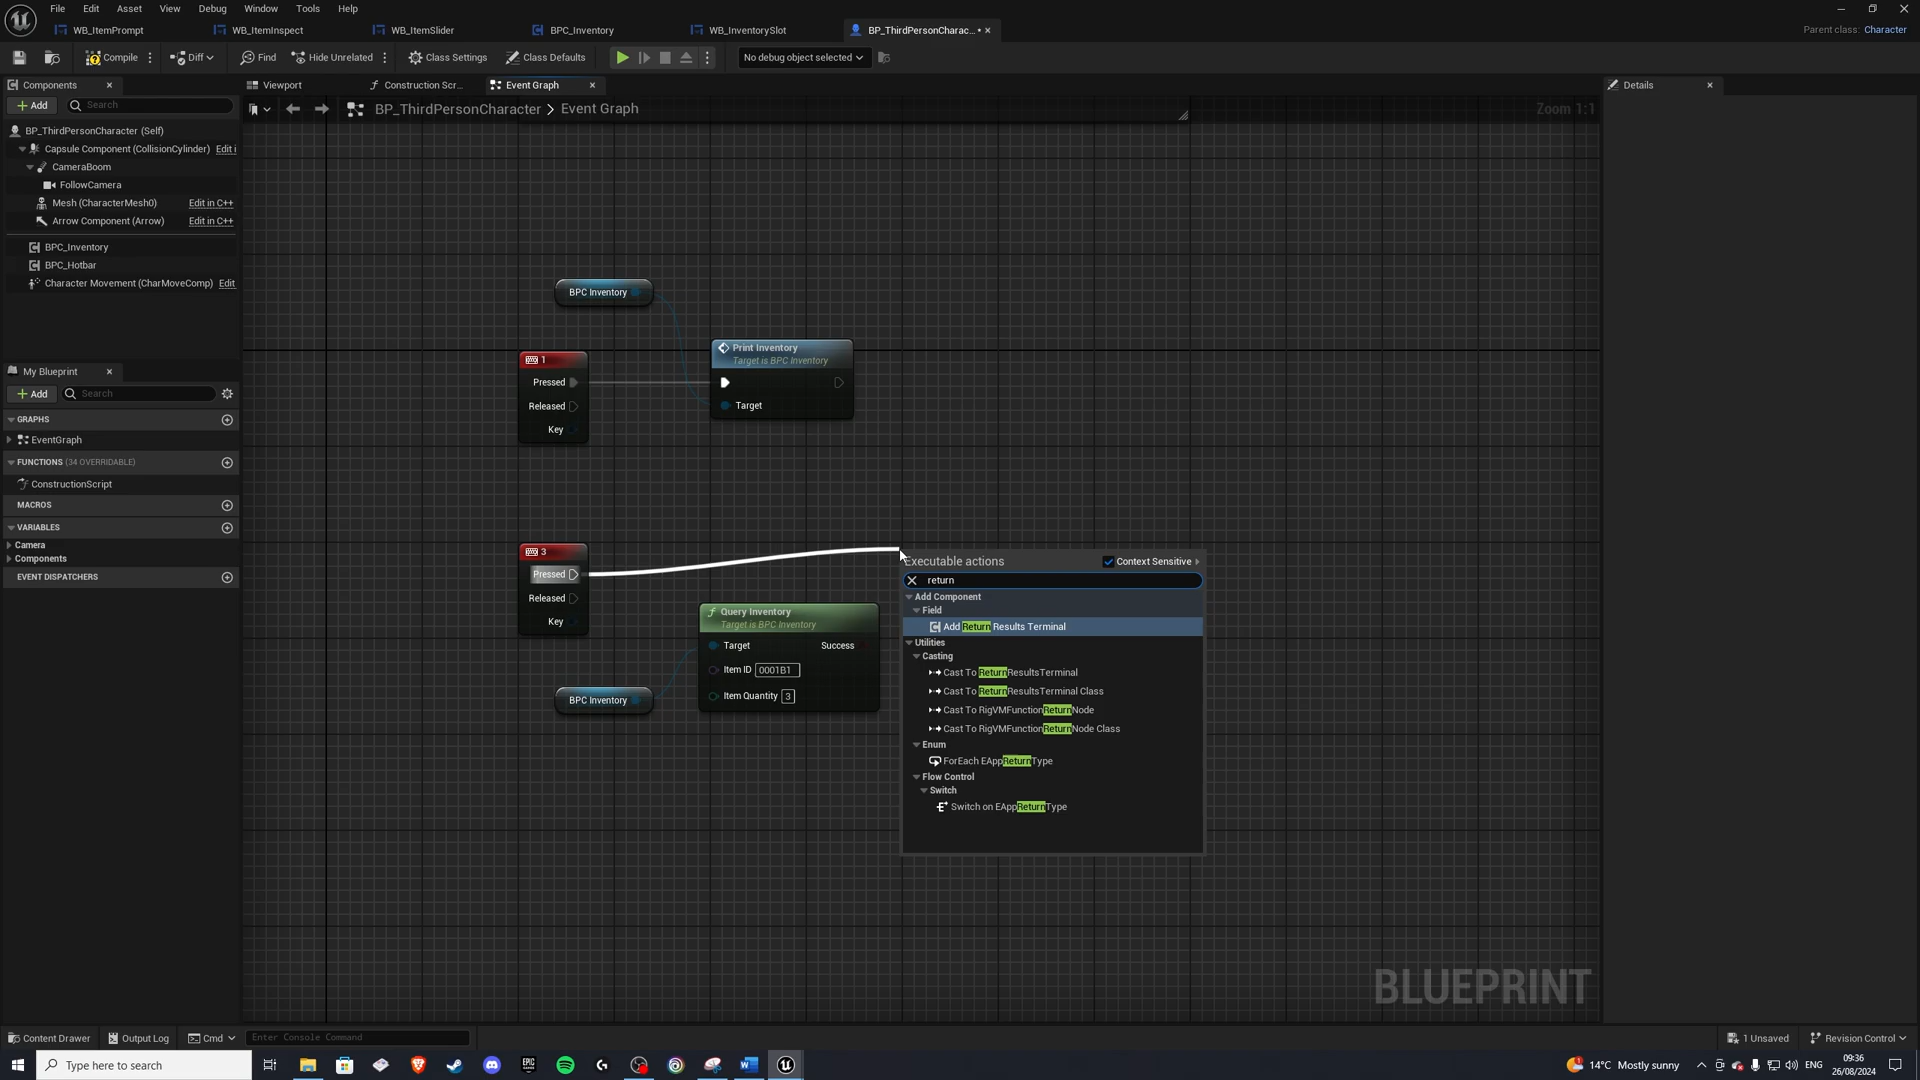 File Edit Asset View Debug Window Tools Help
WB_ItemPrompt WB_ItemInspect WB_ItemSlider BPC_Inventory WB_InventorySlot BP_ThirdPersonCharac... •
Parent class: Character
Compile Diff Find Hide Unrelated Class Settings Class Defaults No debug object selected
Components
Viewport Construction Scr... Event Graph
Details
Add Search
BP_ThirdPersonCharacter > Event Graph
Zoom 1:1
BP_ThirdPersonCharacter (Self)
Capsule Component (CollisionCylinder) Edit i
CameraBoom
FollowCamera
Mesh (CharacterMesh0) Edit in C++
Arrow Component (Arrow) Edit in C++
BPC_Inventory
BPC_Hotbar
Character Movement (CharMoveComp) Edit
My Blueprint
Add Search
GRAPHS
EventGraph
FUNCTIONS (34 OVERRIDABLE)
ConstructionScript
MACROS
VARIABLES
Camera
Components
EVENT DISPATCHERS
BPC Inventory
1
Pressed
Released
Key
Print Inventory
Target is BPC Inventory
Target
3
Pressed
Released
Key
BPC Inventory
Query Inventory
Target is BPC Inventory
Target Success
Item ID 0001B1
Item Quantity 3
Executable actions Context Sensitive
return
Add Component
Field
Add Return Results Terminal
Utilities
Casting
Cast To ReturnResultsTerminal
Cast To ReturnResultsTerminal Class
Cast To RigVMFunctionReturnNode
Cast To RigVMFunctionReturnNode Class
Enum
ForEach EAppReturnType
Flow Control
Switch
Switch on EAppReturnType
BLUEPRINT
Content Drawer Output Log Cmd Enter Console Command
1 Unsaved Revision Control
Type here to search
EPIC GAMES
14°C Mostly sunny
ENG
09:36
26/08/2024